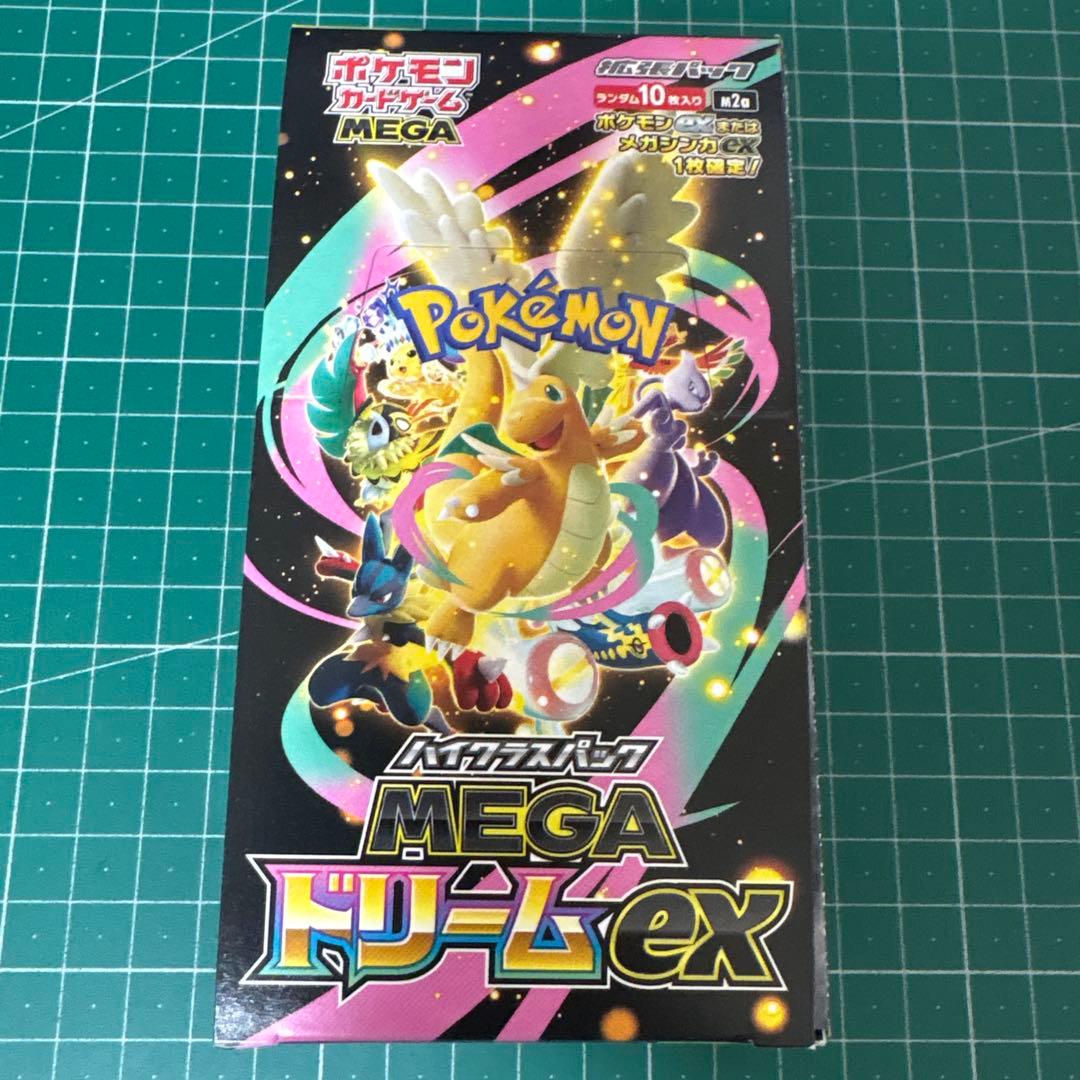 ポケモン
カードゲーム
MEGA
拡張パック
ランダム10枚入り M2a
ポケモンexまたは
メガシンカex
1枚確定!
POKéMON
ハイクラスパック
MEGA
ドリームex